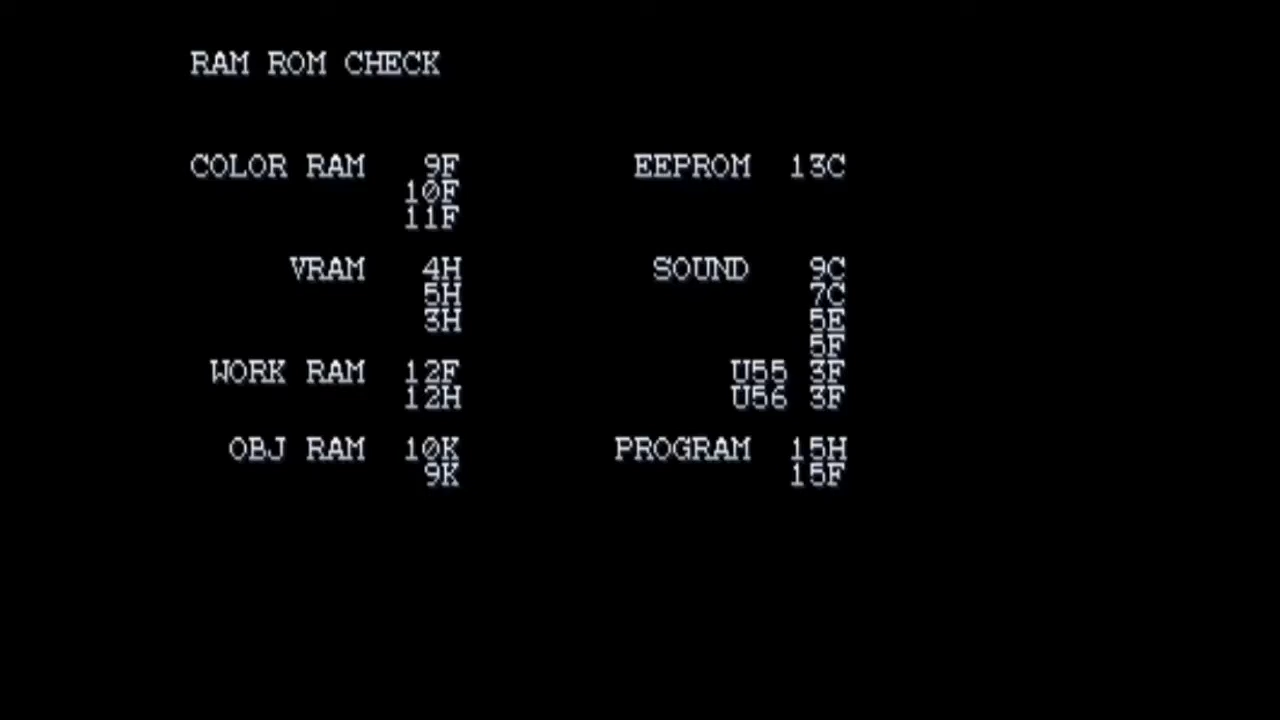 RAM ROM CHECK
COLOR RAM 9F EEPROM 13C
10F
11F
VRAM 4H SOUND 9C
5H 7C
3H 5E
5F
WORK RAM 12F U55 3F
12H U56 3F
OBJ RAM 10K PROGRAM 15H
9K 15F